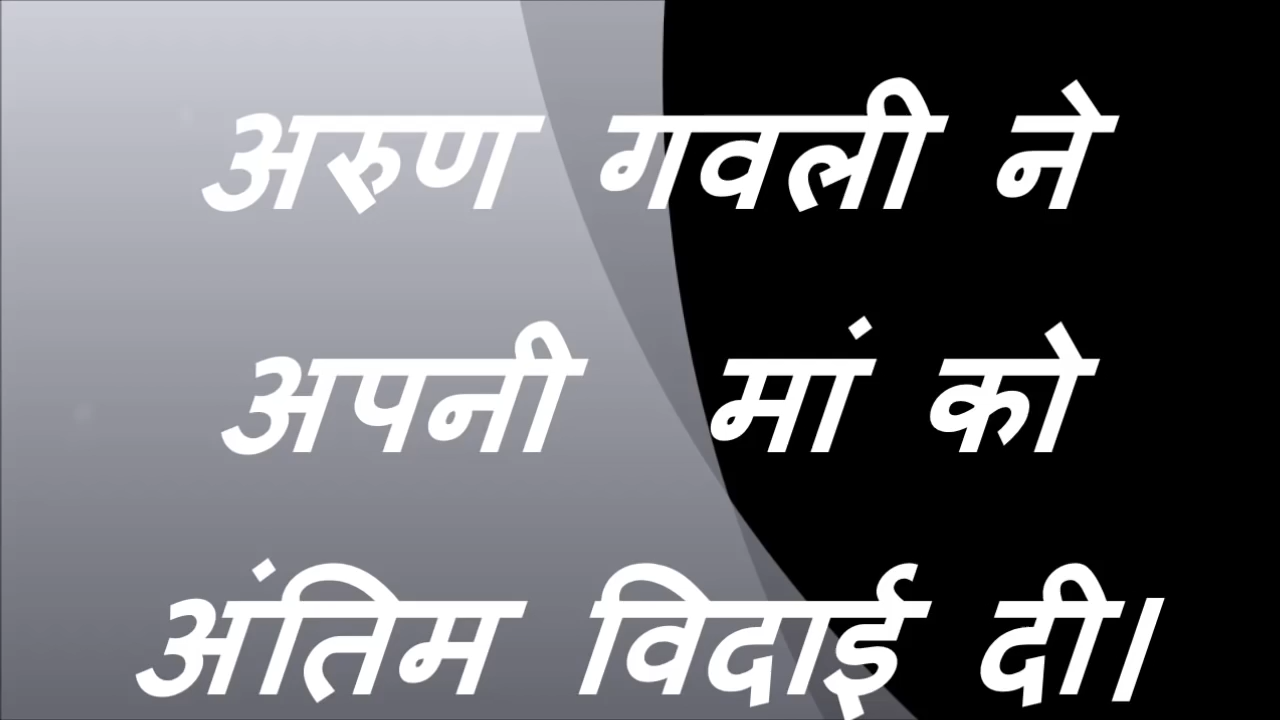 अरुण गवली ने
अपनी मां को
अंतिम विदाई दी।